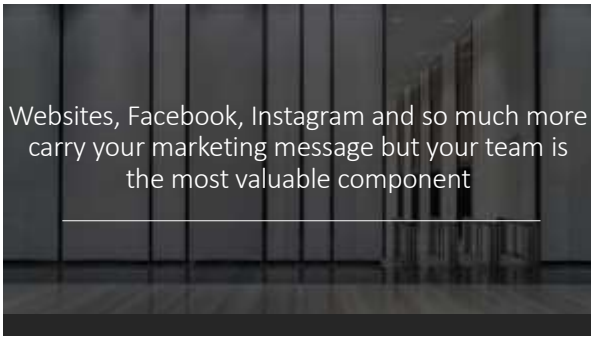 Websites, Facebook, Instagram and so much more
carry your marketing message but your team is
the most valuable component